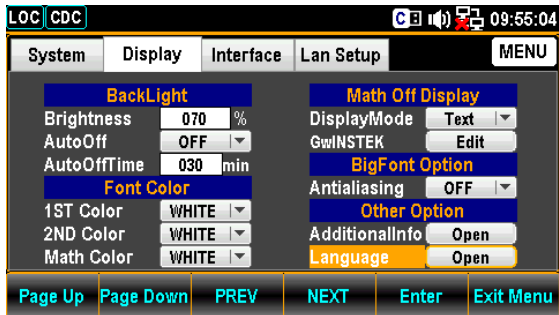 LOC CDC C E 09:55:04
System Display Interface Lan Setup MENU
BackLight
Brightness 070 %
AutoOff OFF
AutoOffTime 030 min
Font Color
1ST Color WHITE
2ND Color WHITE
Math Color WHITE
Math Off Display
DisplayMode Text
GwINSTEK Edit
BigFont Option
Antialiasing OFF
Other Option
AdditionalInfo Open
Language Open
Page Up Page Down PREV NEXT Enter Exit Menu